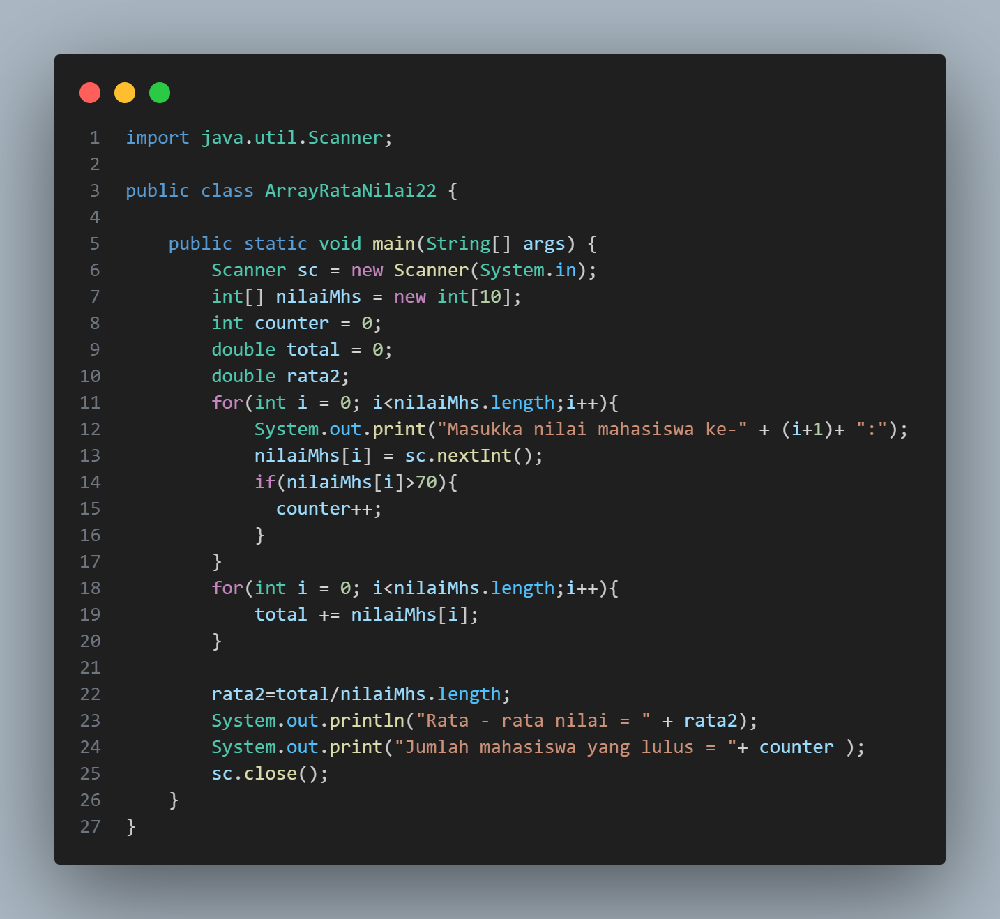 1 import java.util.Scanner;
2
3 public class ArrayRataNilai22 {
4
5     public static void main(String[] args) {
6         Scanner sc = new Scanner(System.in);
7         int[] nilaiMhs = new int[10];
8         int counter = 0;
9         double total = 0;
10         double rata2;
11         for(int i = 0; i<nilaiMhs.length;i++){
12             System.out.print("Masukka nilai mahasiswa ke-" + (i+1)+ ":");
13             nilaiMhs[i] = sc.nextInt();
14             if(nilaiMhs[i]>70){
15               counter++;
16             }
17         }
18         for(int i = 0; i<nilaiMhs.length;i++){
19             total += nilaiMhs[i];
20         }
21
22         rata2=total/nilaiMhs.length;
23         System.out.println("Rata - rata nilai = " + rata2);
24         System.out.print("Jumlah mahasiswa yang lulus = "+ counter );
25         sc.close();
26     }
27 }